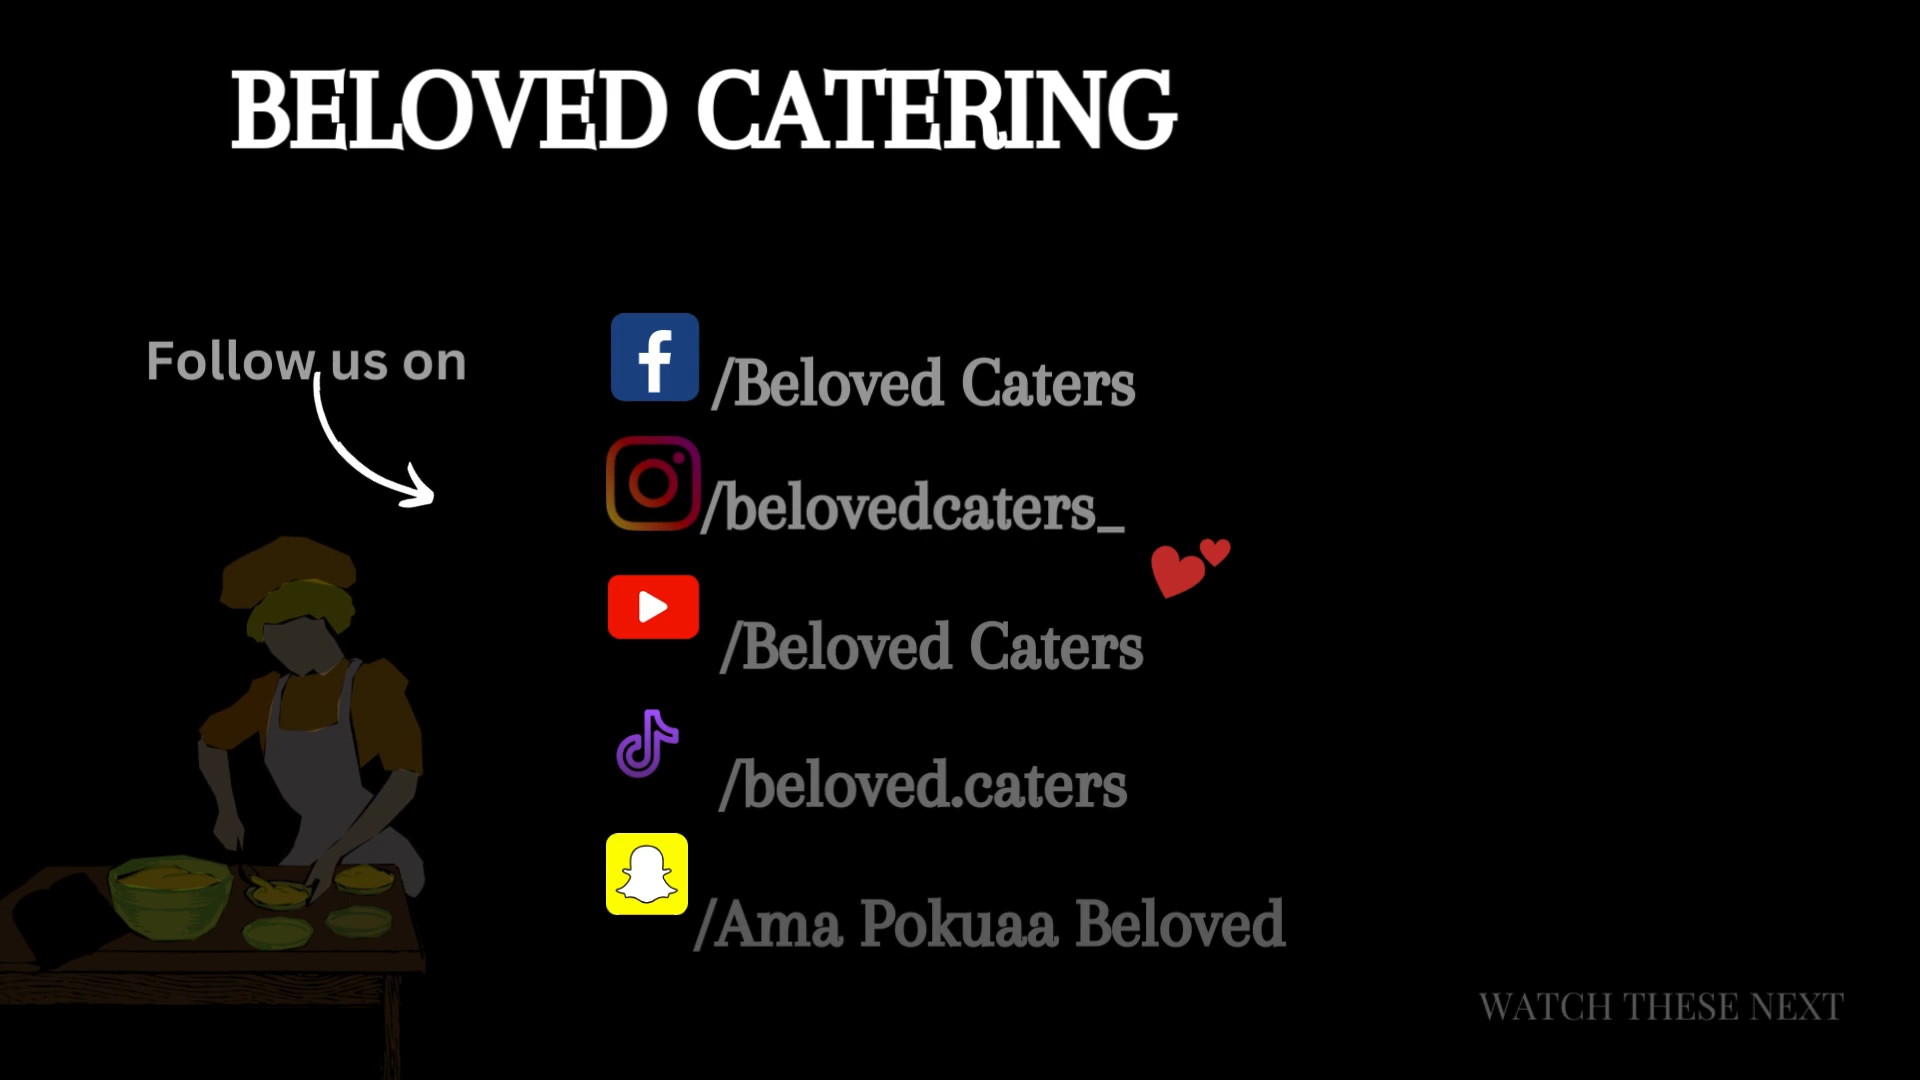 BELOVED CATERING
Follow us on
/Beloved Caters
/belovedcaters_
/Beloved Caters
/beloved.caters
/Ama Pokuaa Beloved
WATCH THESE NEXT